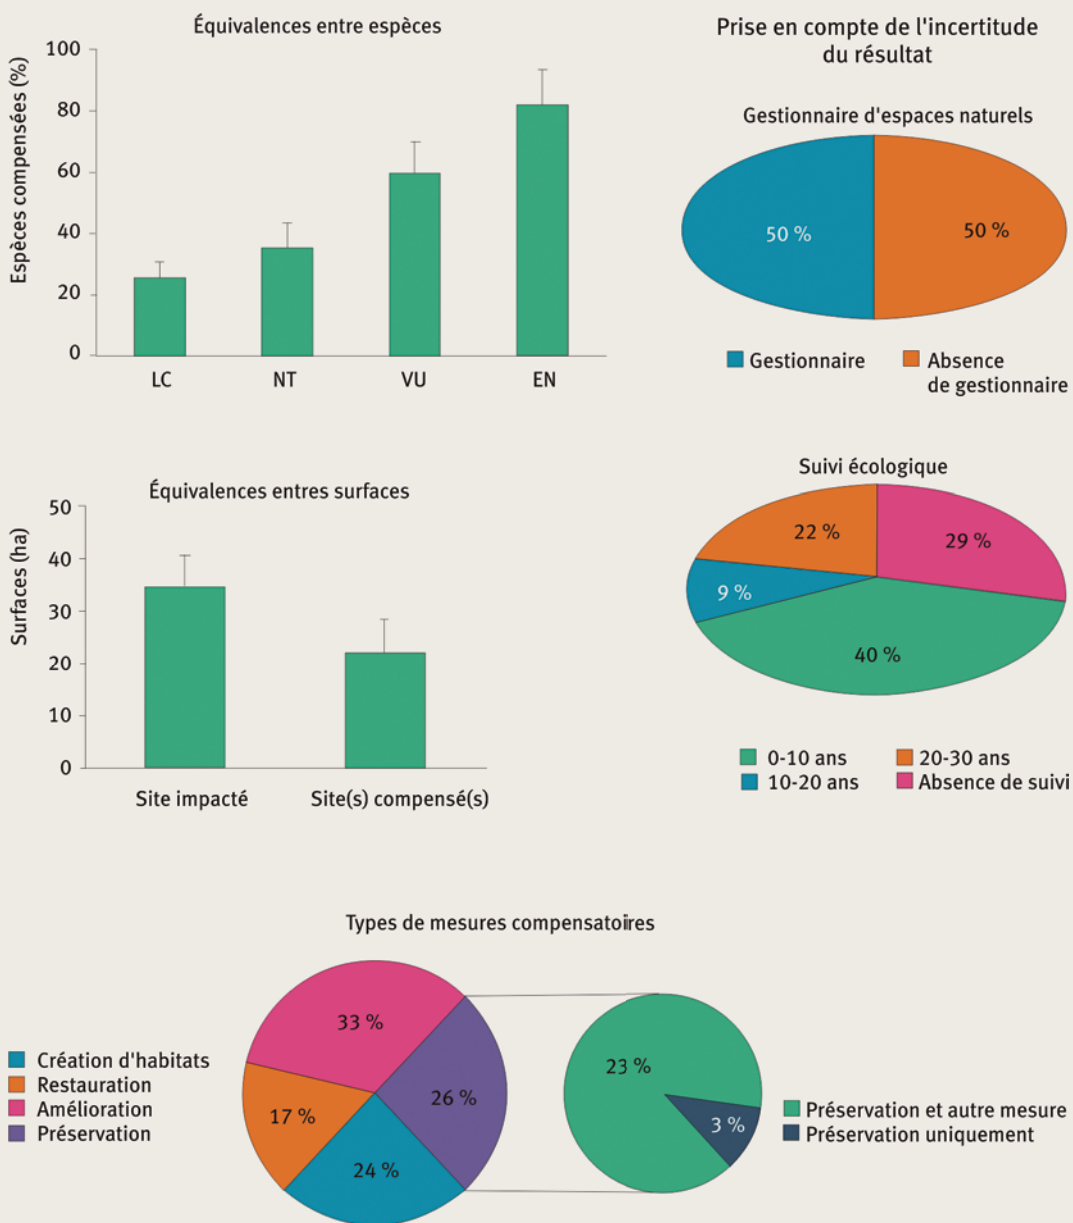 Équivalences entre espèces
Espèces compensées (%)
100
80
60
40
20
0
LC
NT
VU
EN
Prise en compte de l'incertitude
du résultat
Gestionnaire d'espaces naturels
50 %
50 %
Gestionnaire
Absence
de gestionnaire
Équivalences entres surfaces
Surfaces (ha)
50
40
30
20
10
0
Site impacté
Site(s) compensé(s)
Suivi écologique
22 %
29 %
9 %
40 %
0-10 ans
20-30 ans
10-20 ans
Absence de suivi
Types de mesures compensatoires
33 %
17 %
26 %
24 %
Création d'habitats
Restauration
Amélioration
Préservation
23 %
3 %
Préservation et autre mesure
Préservation uniquement